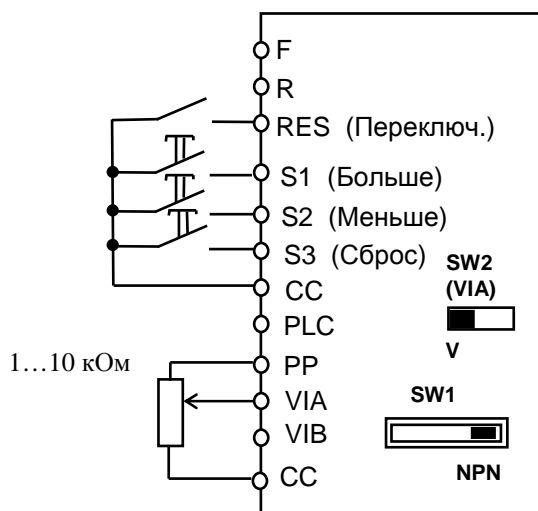 F
R
RES (Переключ.)
S1 (Больше)
S2 (Меньше)
S3 (Сброс)
CC
PLC
PP
VIA
VIB
CC
1...10 кОм
SW2
(VIA)
V
SW1
NPN